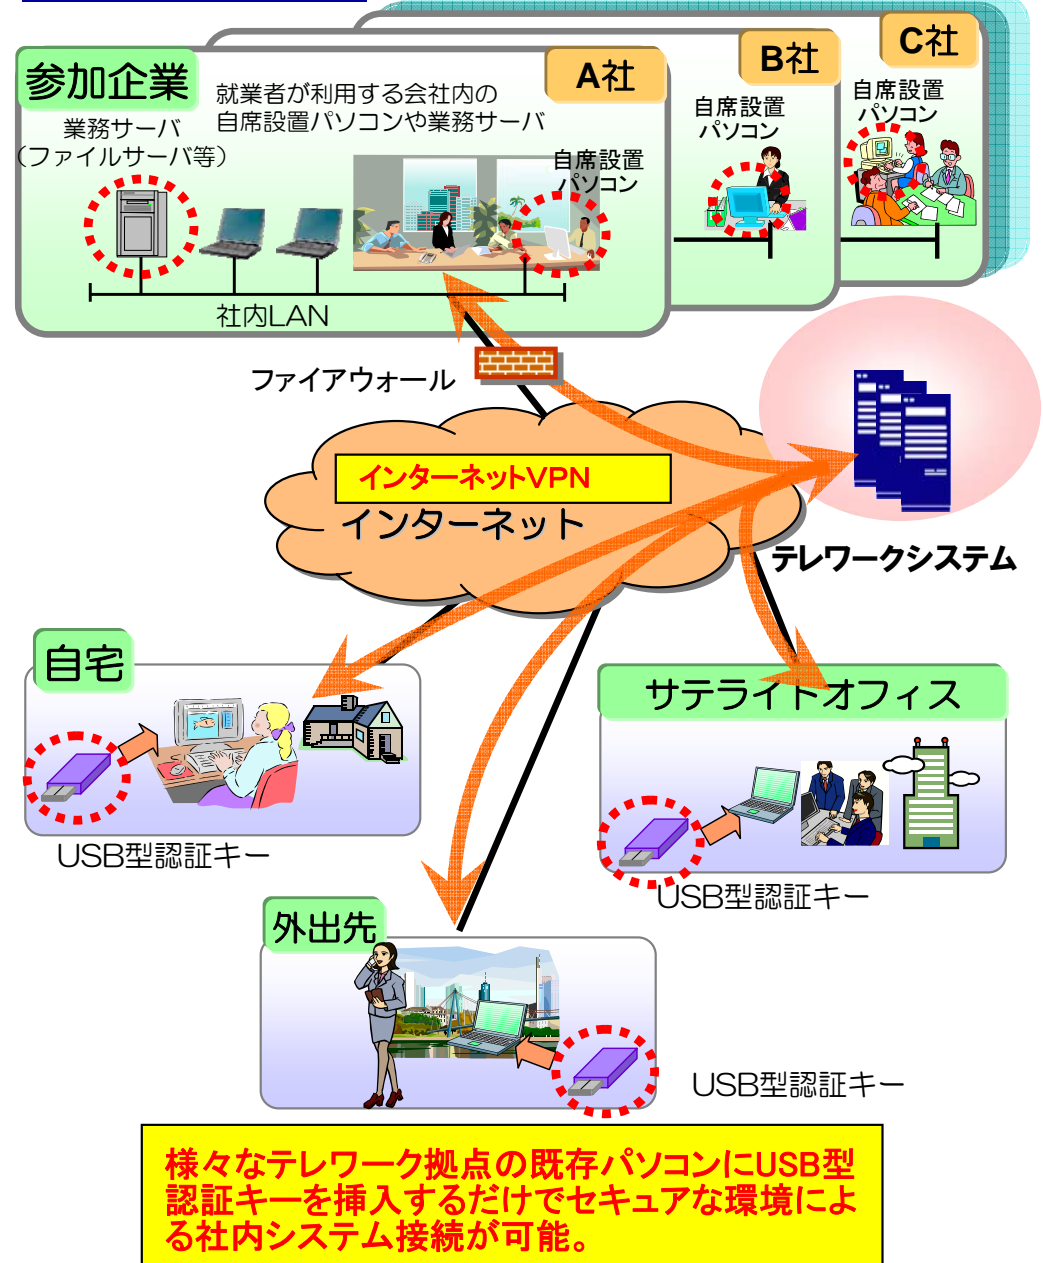 参加企業
A社
B社
C社
就業者が利用する会社内の
自席設置パソコンや業務サーバ
業務サーバ
（ファイルサーバ等）
自席設置
パソコン
自席設置
パソコン
自席設置
パソコン
社内LAN
ファイアウォール
インターネットVPN
インターネット
テレワークシステム
自宅
USB型認証キー
サテライトオフィス
USB型認証キー
外出先
USB型認証キー
様々なテレワーク拠点の既存パソコンにUSB型
認証キーを挿入するだけでセキュアな環境によ
る社内システム接続が可能。